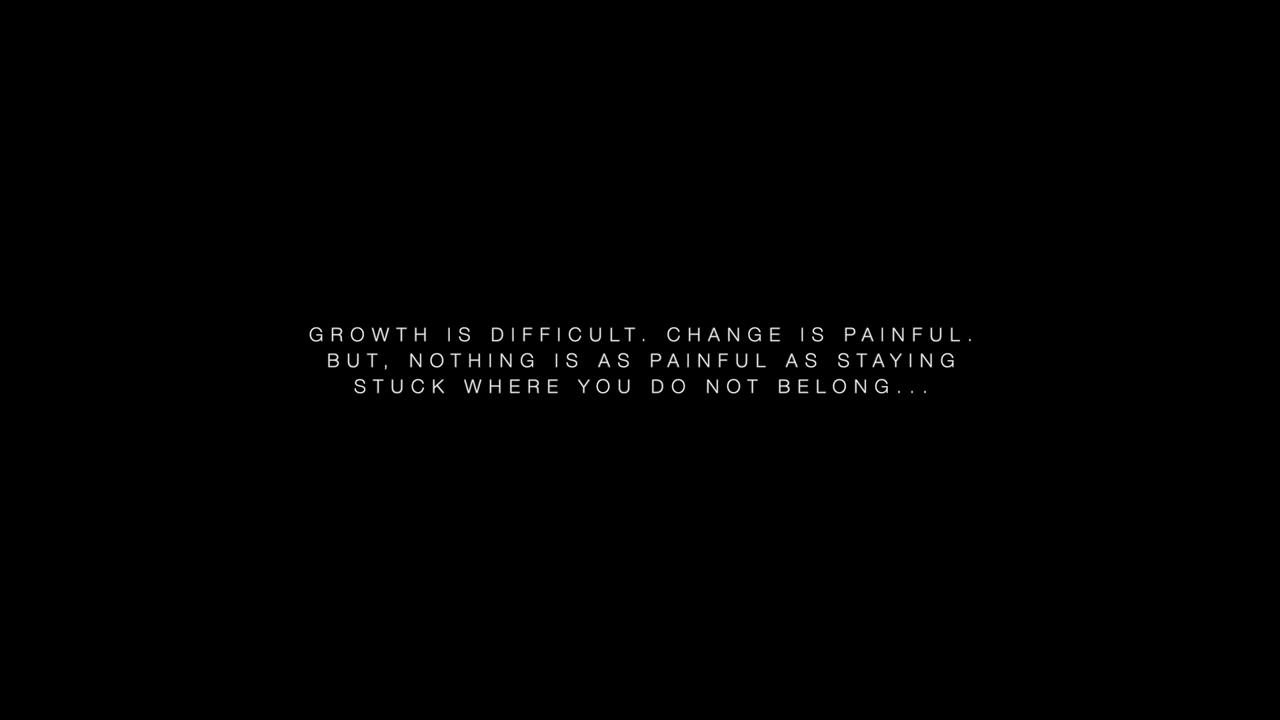 GROWTH IS DIFFICULT. CHANGE IS PAINFUL.
BUT, NOTHING IS AS PAINFUL AS STAYING
STUCK WHERE YOU DO NOT BELONG...